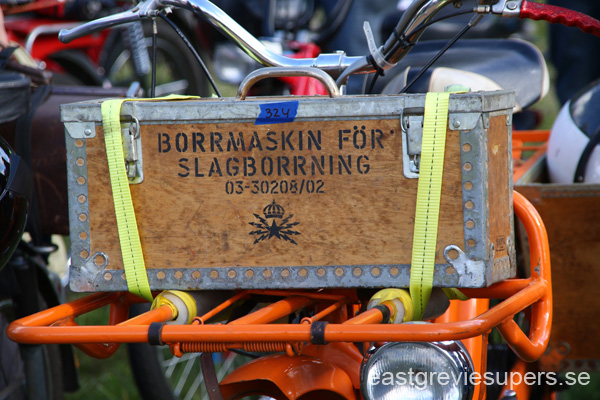 324
BORRMASKIN FÖR
SLAGBORRNING
03-30208/02
eastgreviesupers.se